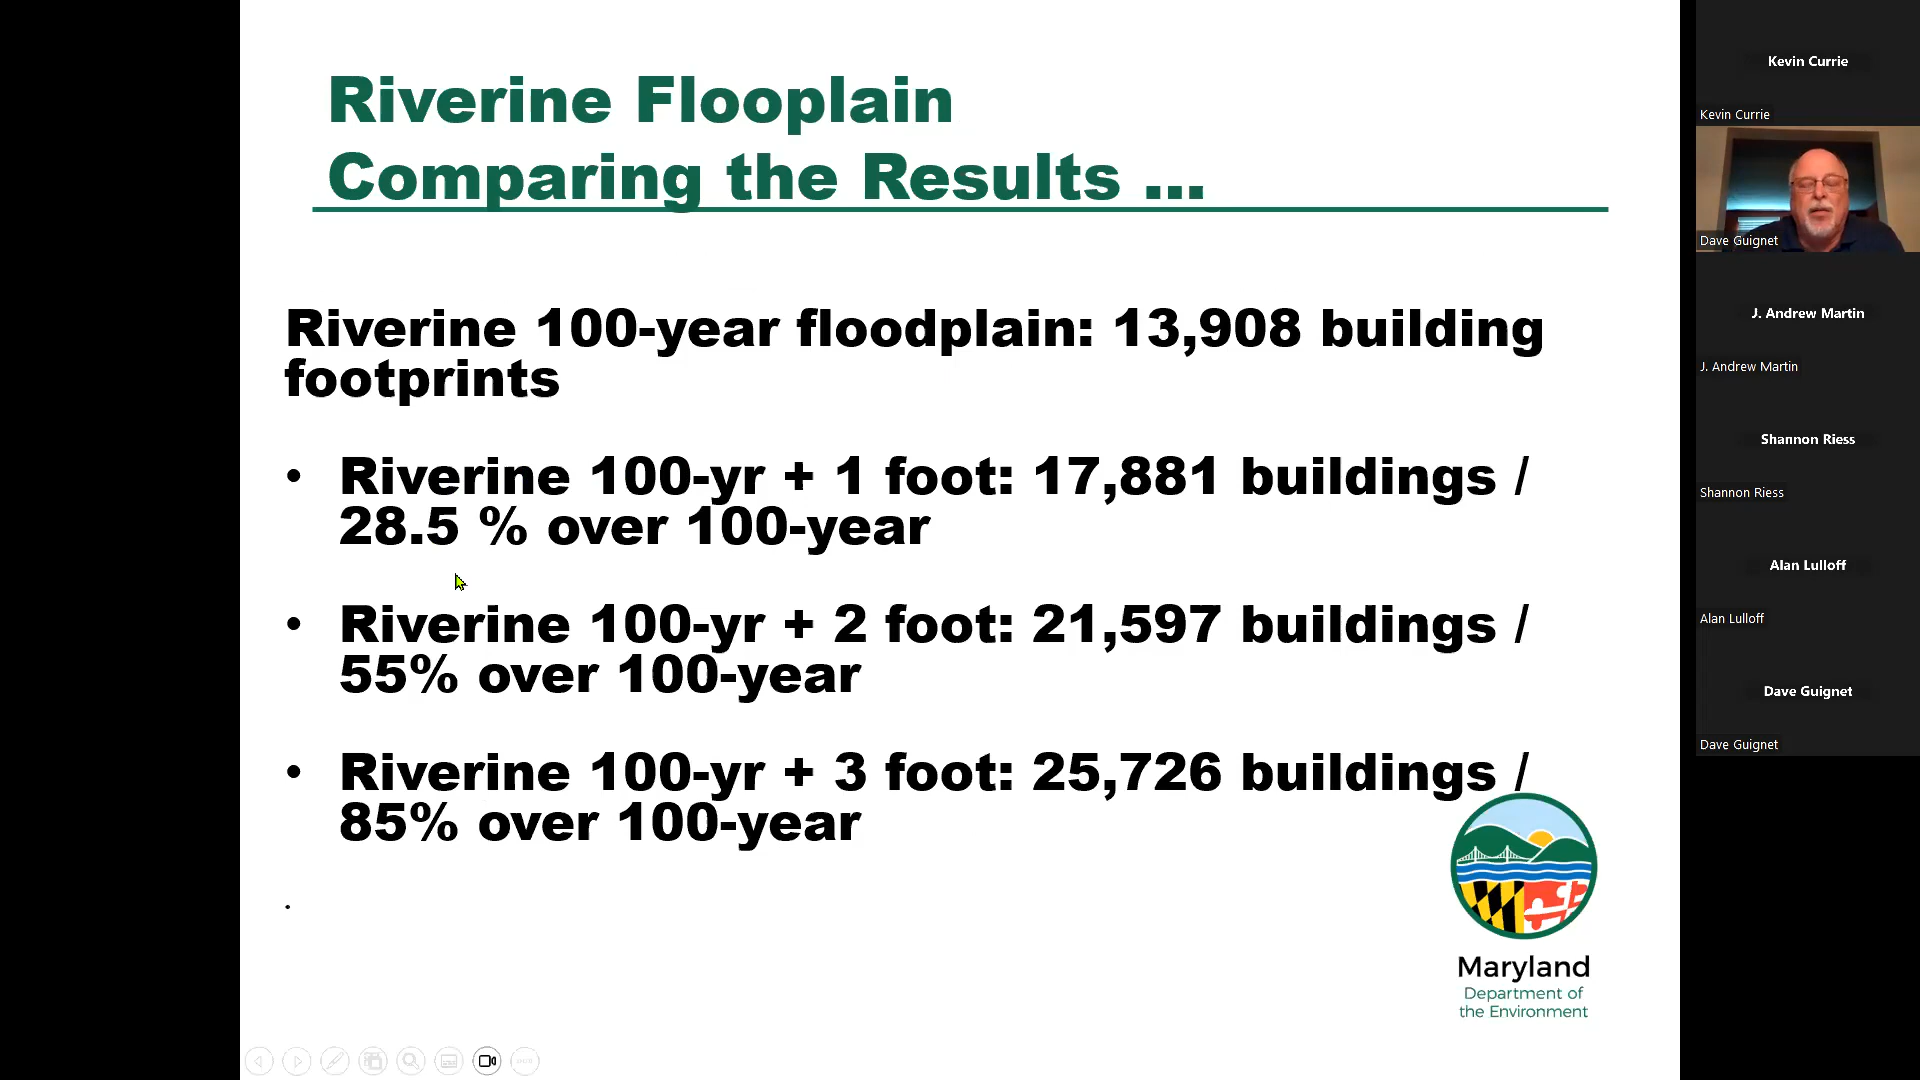 Riverine Flooplain
Comparing the Results ...
Riverine 100-year floodplain: 13,908 building
footprints
• Riverine 100-yr + 1 foot: 17,881 buildings /
28.5 % over 100-year
• Riverine 100-yr + 2 foot: 21,597 buildings /
55% over 100-year
• Riverine 100-yr + 3 foot: 25,726 buildings /
85% over 100-year
.
Maryland
Department of
the Environment
Kevin Currie
Kevin Currie
Dave Guignet
J. Andrew Martin
J. Andrew Martin
Shannon Riess
Shannon Riess
Alan Lulloff
Alan Lulloff
Dave Guignet
Dave Guignet